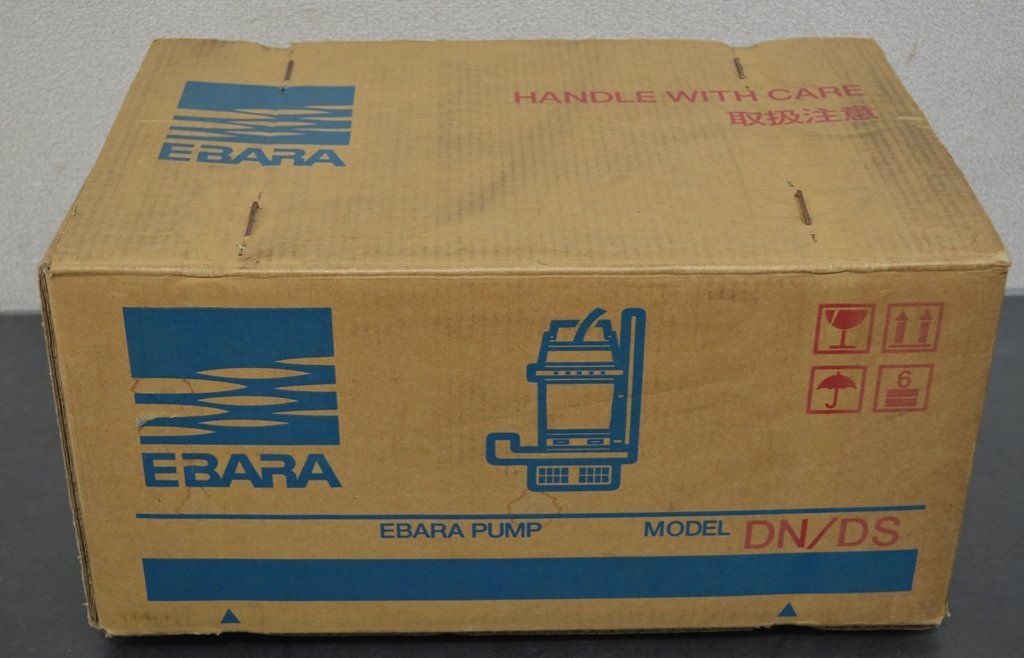 EBARA
HANDLE WITH CARE
取扱注意
EBARA
6
EBARA PUMP
MODEL DN/DS